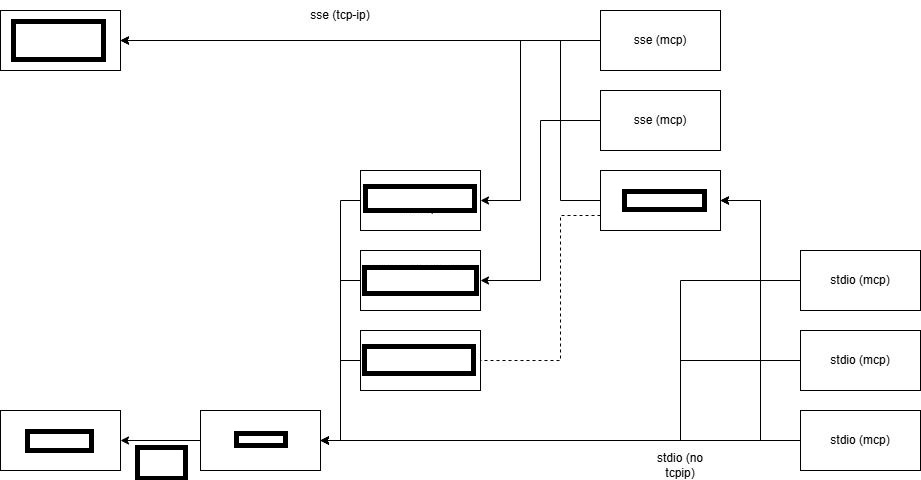 sse (tcp-ip)
sse (mcp)
sse (mcp)
stdio (mcp)
stdio (mcp)
stdio (mcp)
stdio (no
tcpip)